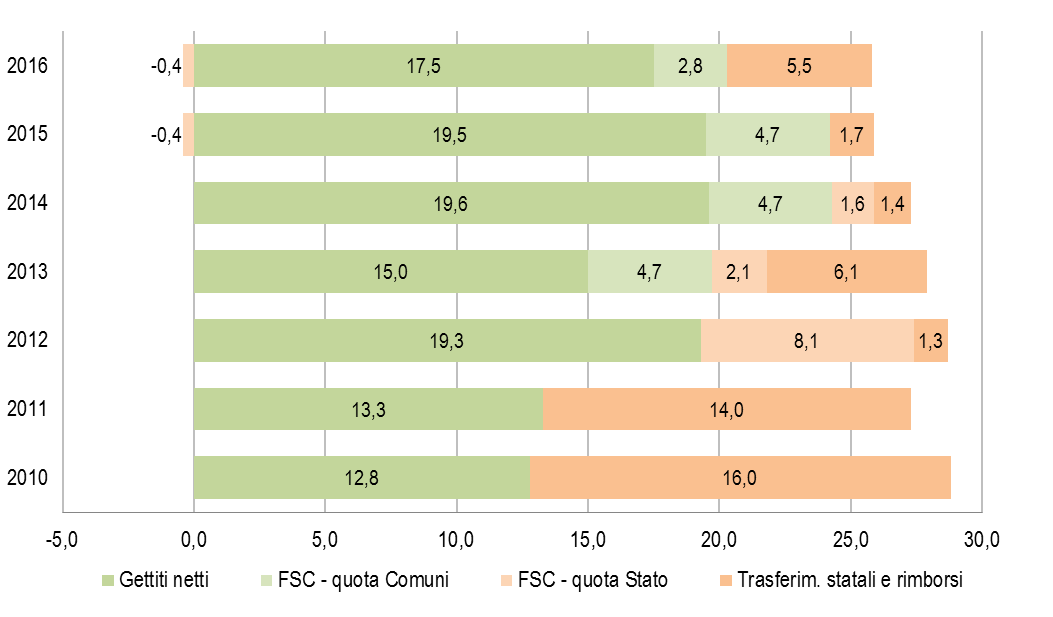 2016 -0,4 17,5 2,8 5,5
2015 -0,4 19,5 4,7 1,7
2014 19,6 4,7 1,6 1,4
2013 15,0 4,7 2,1 6,1
2012 19,3 8,1 1,3
2011 13,3 14,0
2010 12,8 16,0
-5,0 0,0 5,0 10,0 15,0 20,0 25,0 30,0
Gettiti netti FSC - quota Comuni FSC - quota Stato Trasferim. statali e rimborsi